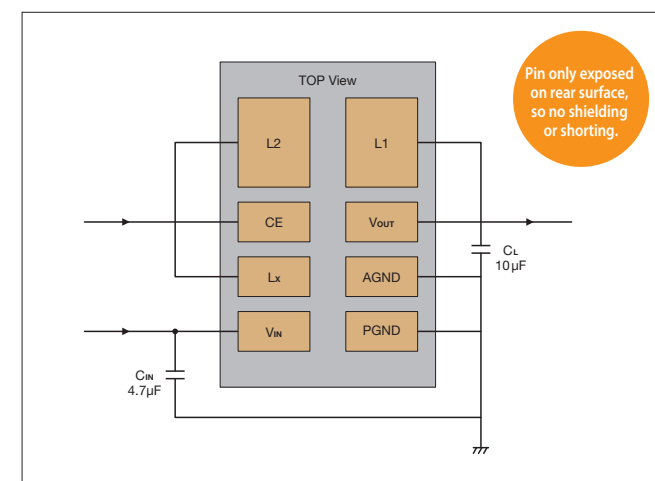 Pin only exposed
on rear surface,
so no shielding
or shorting.
TOP View
L2
L1
CE
VOUT
CL
10μF
LX
AGND
VIN
PGND
CIN
4.7μF